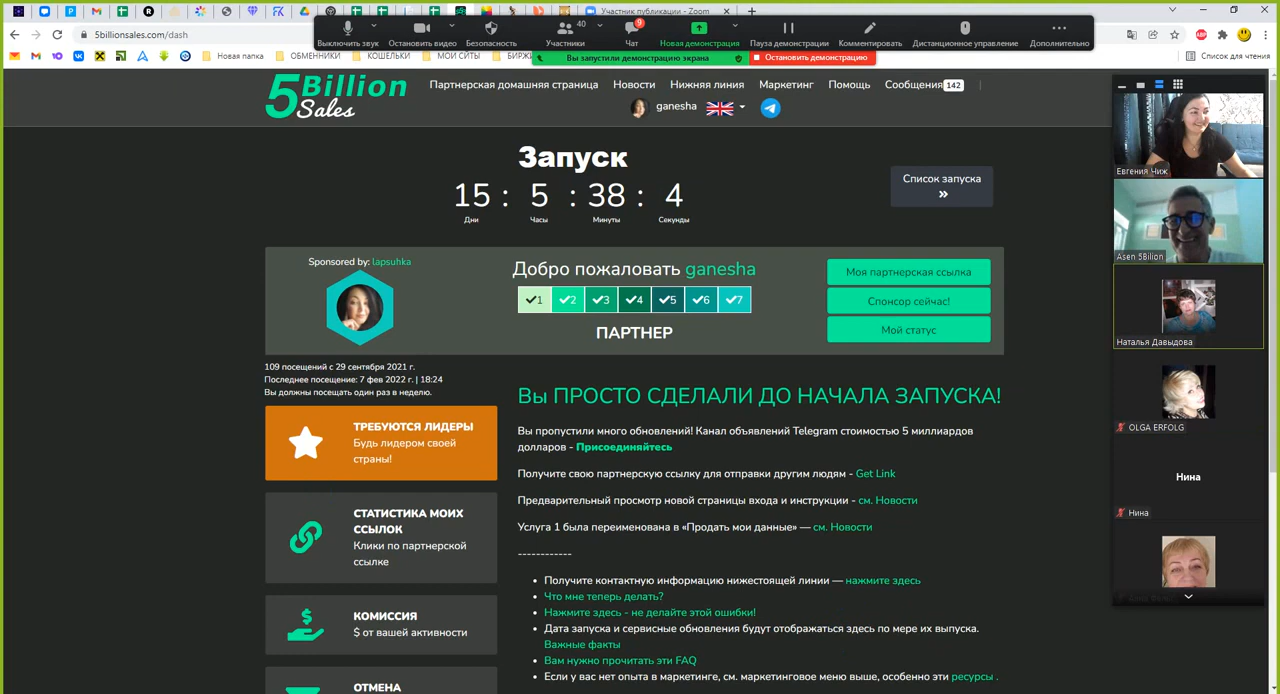 Участник публикации - Zoom
5billionsales.com/dash
40
9
Выключить звук
Остановить видео
Безопасность
Участники
Чат
Новая демонстрация
Пауза демонстрации
Комментировать
Дистанционное управление
Дополнительно
Новая папка
ОБМЕННИКИ
КОШЕЛЬКИ
МОИ СЙТЫ
БИРЖИ
Вы запустили демонстрацию экрана
Остановить демонстрацию
Список для чтения
5Billion
Sales
Партнерская домашняя страница
Новости
Нижняя линия
Маркетинг
Помощь
Сообщения 142
ganesha
Запуск
15 : 5 : 38 : 4
Дни
Часы
Минуты
Секунды
Список запуска
»
Sponsored by: lapsuhka
Добро пожаловать ganesha
1 2 3 4 5 6 7
ПАРТНЕР
Моя партнерская ссылка
Спонсор сейчас!
Мой статус
109 посещений с 29 сентября 2021 г.
Последнее посещение: 7 фев 2022 г. | 18:24
Вы должны посещать один раз в неделю.
ТРЕБУЮТСЯ ЛИДЕРЫ
Будь лидером своей
страны!
СТАТИСТИКА МОИХ
ССЫЛОК
Клики по партнерской
ссылке
КОМИССИЯ
$ от вашей активности
ОТМЕНА
Вы ПРОСТО СДЕЛАЛИ ДО НАЧАЛА ЗАПУСКА!
Вы пропустили много обновлений! Канал объявлений Telegram стоимостью 5 миллиардов
долларов - Присоединяйтесь
Получите свою партнерскую ссылку для отправки другим людям - Get Link
Предварительный просмотр новой страницы входа и инструкции - см. Новости
Услуга 1 была переименована в «Продать мои данные» — см. Новости
------------
Получите контактную информацию нижестоящей линии — нажмите здесь
Что мне теперь делать?
Нажмите здесь - не делайте этой ошибки!
Дата запуска и сервисные обновления будут отображаться здесь по мере их выпуска.
Важные факты
Вам нужно прочитать эти FAQ
Если у вас нет опыта в маркетинге, см. маркетинговое меню выше, особенно эти ресурсы .
Евгения Чиж
Asen 5Bilion
Наталья Давыдова
OLGA ERFOLG
Нина
Нина